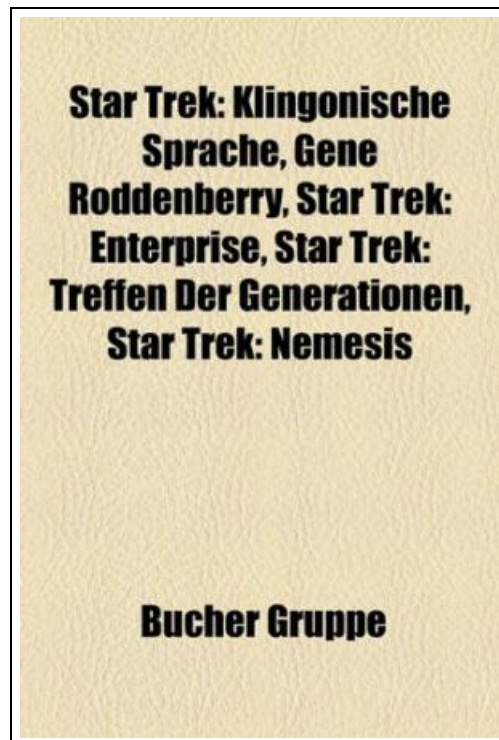 Star Trek: Klingonische
Sprache, Gene
Roddenberry, Star Trek:
Enterprise, Star Trek:
Treffen Der Generationen,
Star Trek: Nemesis
Bucher Gruppe